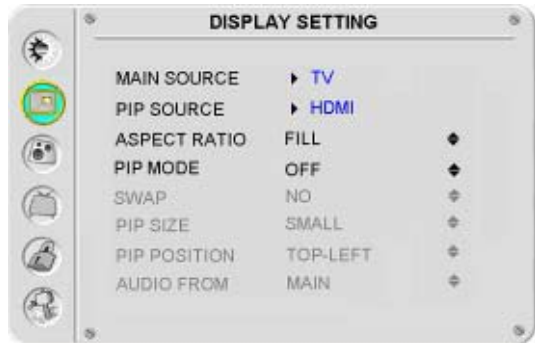 DISPLAY SETTING
MAIN SOURCE TV
PIP SOURCE HDMI
ASPECT RATIO FILL
PIP MODE OFF
SWAP NO
PIP SIZE SMALL
PIP POSITION TOP-LEFT
AUDIO FROM MAIN